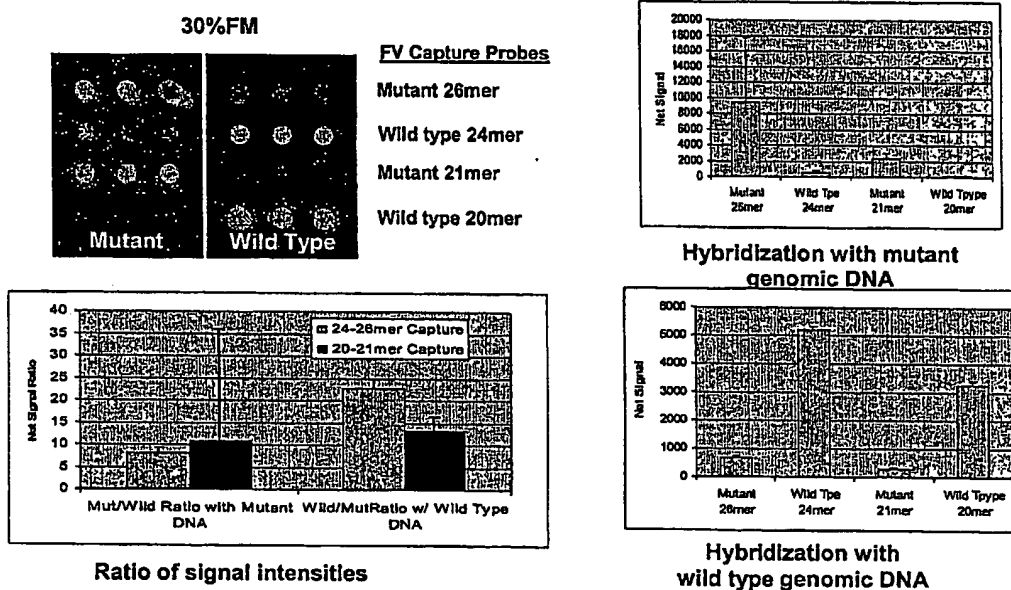 30%FM
FV Capture Probes
Mutant 26mer
Wild type 24mer
Mutant 21mer
Wild type 20mer
Mutant
Wild Type
20000
18000
16000
14000
12000
10000
8000
6000
4000
2000
0
Net Signal
Mutant
Wild Tpe
Mutant
Wild Tpype
24mer
21mer
20mer
Hybridization with mutant
genomic DNA
40
35
30
25
20
15
10
5
0
Net Signal Ratio
24-26mer Capture
20-21mer Capture
Mut/Wild Ratio with Mutant
DNA
Wild/MutRatio w/ Wild Type
DNA
Ratio of signal intensities
6000
5000
4000
3000
2000
1000
0
Net Signal
Mutant
26mer
Wild Tpe
24mer
Mutant
21mer
Wild Tpype
20mer
Hybridization with
wild type genomic DNA